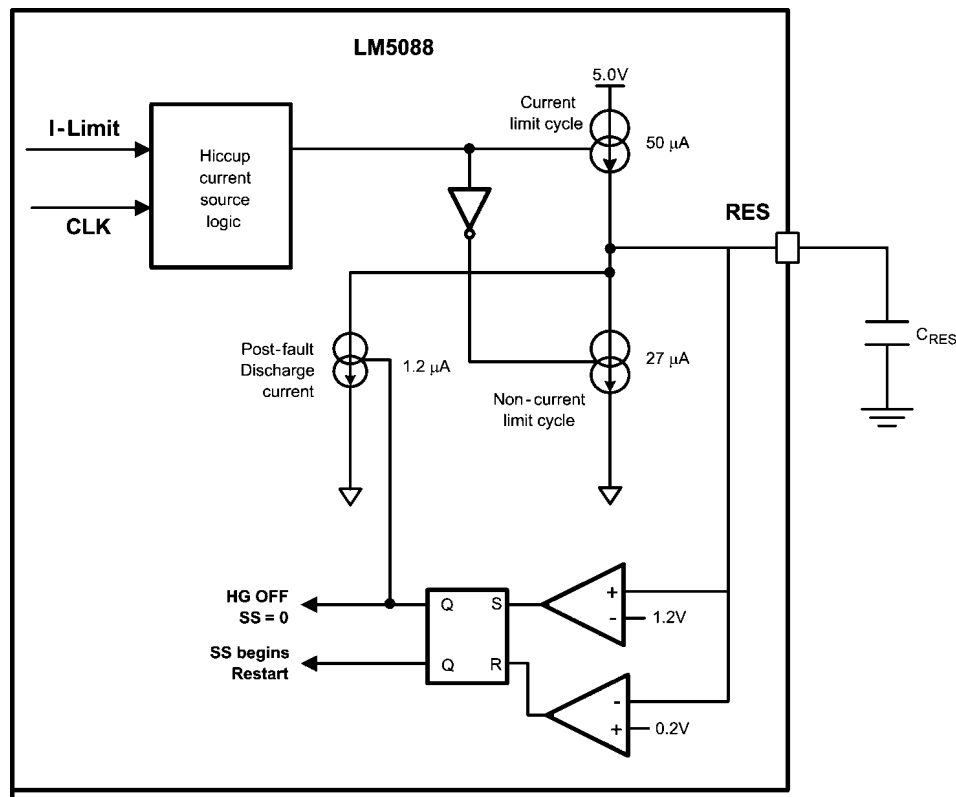 LM5088
5.0V
Current
limit cycle
50 µA
I-Limit
CLK
Hiccup
current
source
logic
RES
C_RES
Post-fault
Discharge
current
1.2 µA
27 µA
Non-current
limit cycle
HG OFF
SS = 0
Q
S
+
-
1.2V
SS begins
Restart
Q
R
-
+
0.2V